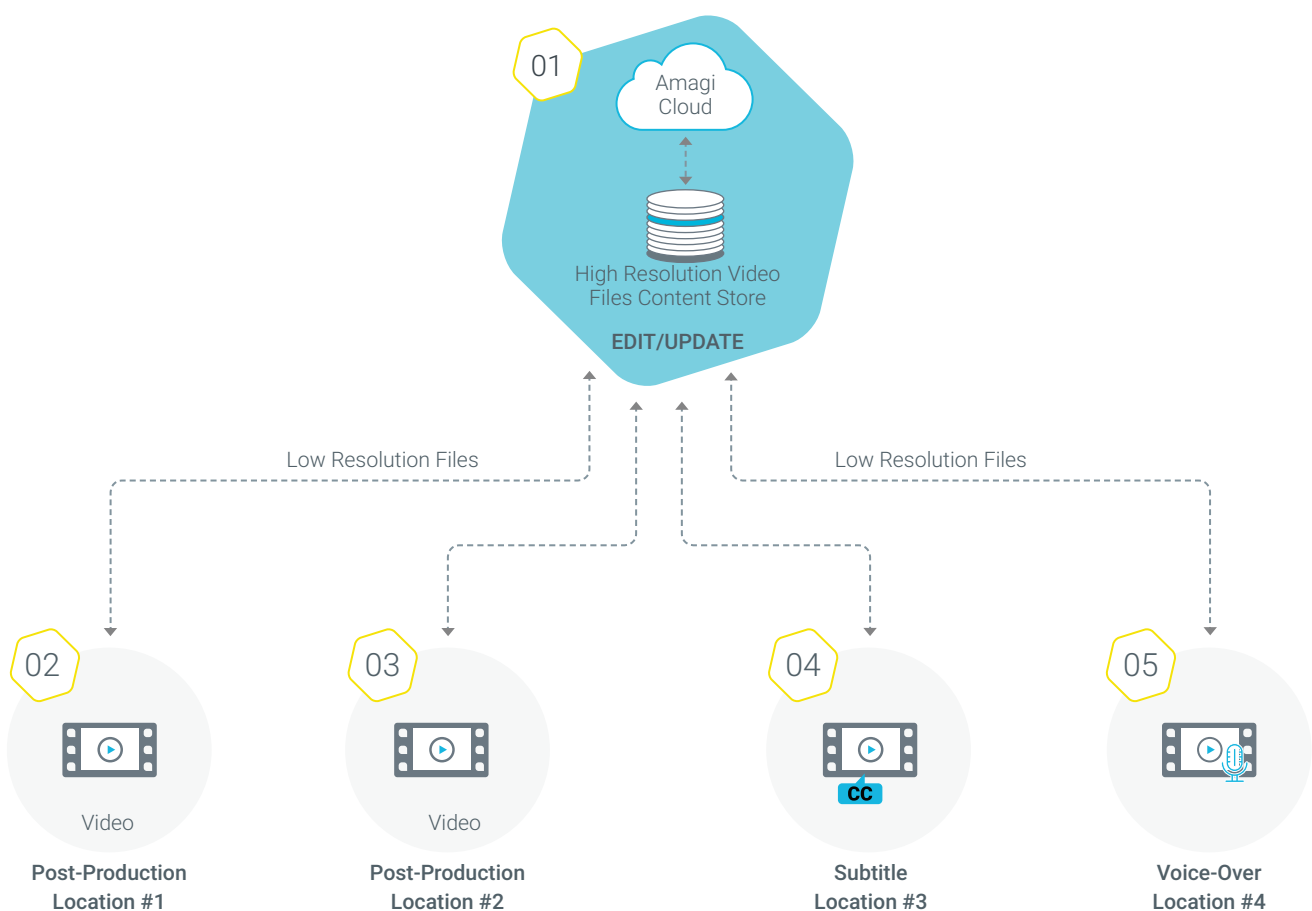 01
Amagi
Cloud
High Resolution Video
Files Content Store
EDIT/UPDATE
Low Resolution Files
Low Resolution Files
02
Video
Post-Production
Location #1
03
Video
Post-Production
Location #2
04
CC
Subtitle
Location #3
05
Voice-Over
Location #4